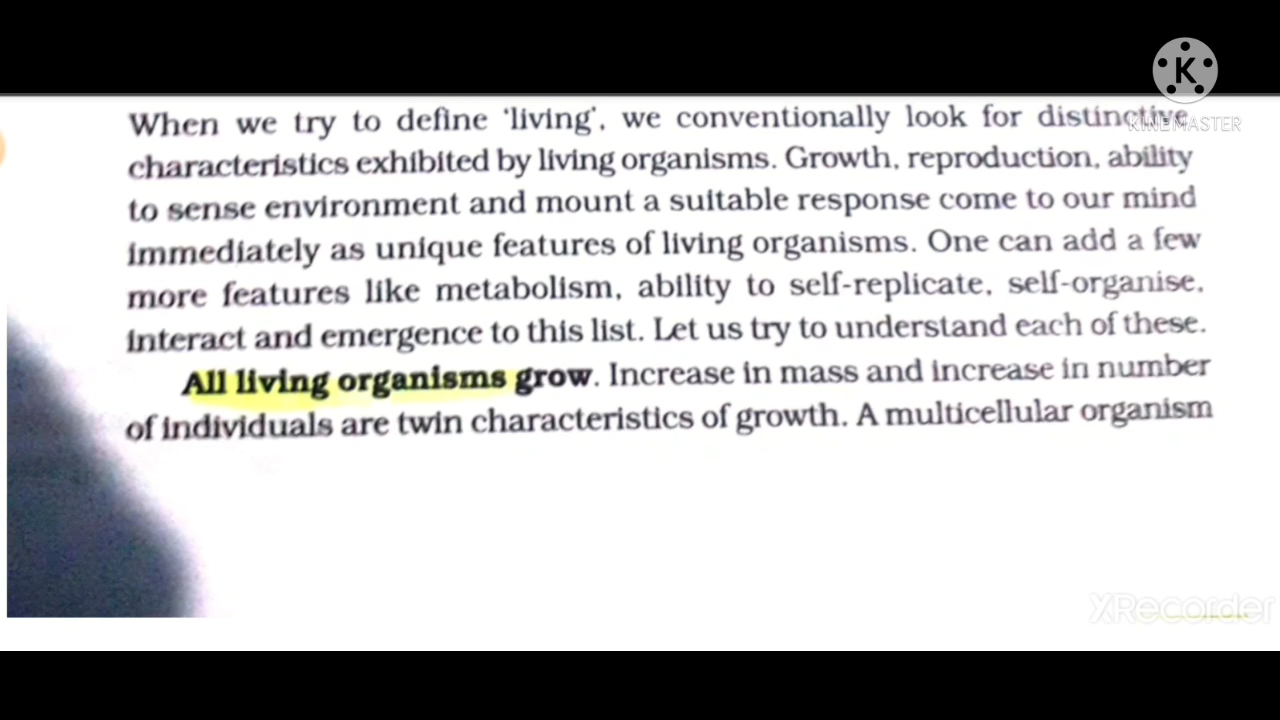 K
KINEMASTER
When we try to define ‘living’, we conventionally look for distinctive
characteristics exhibited by living organisms. Growth, reproduction, ability
to sense environment and mount a suitable response come to our mind
immediately as unique features of living organisms. One can add a few
more features like metabolism, ability to self-replicate, self-organise,
interact and emergence to this list. Let us try to understand each of these.
All living organisms grow. Increase in mass and increase in number
of individuals are twin characteristics of growth. A multicellular organism
XRecorder